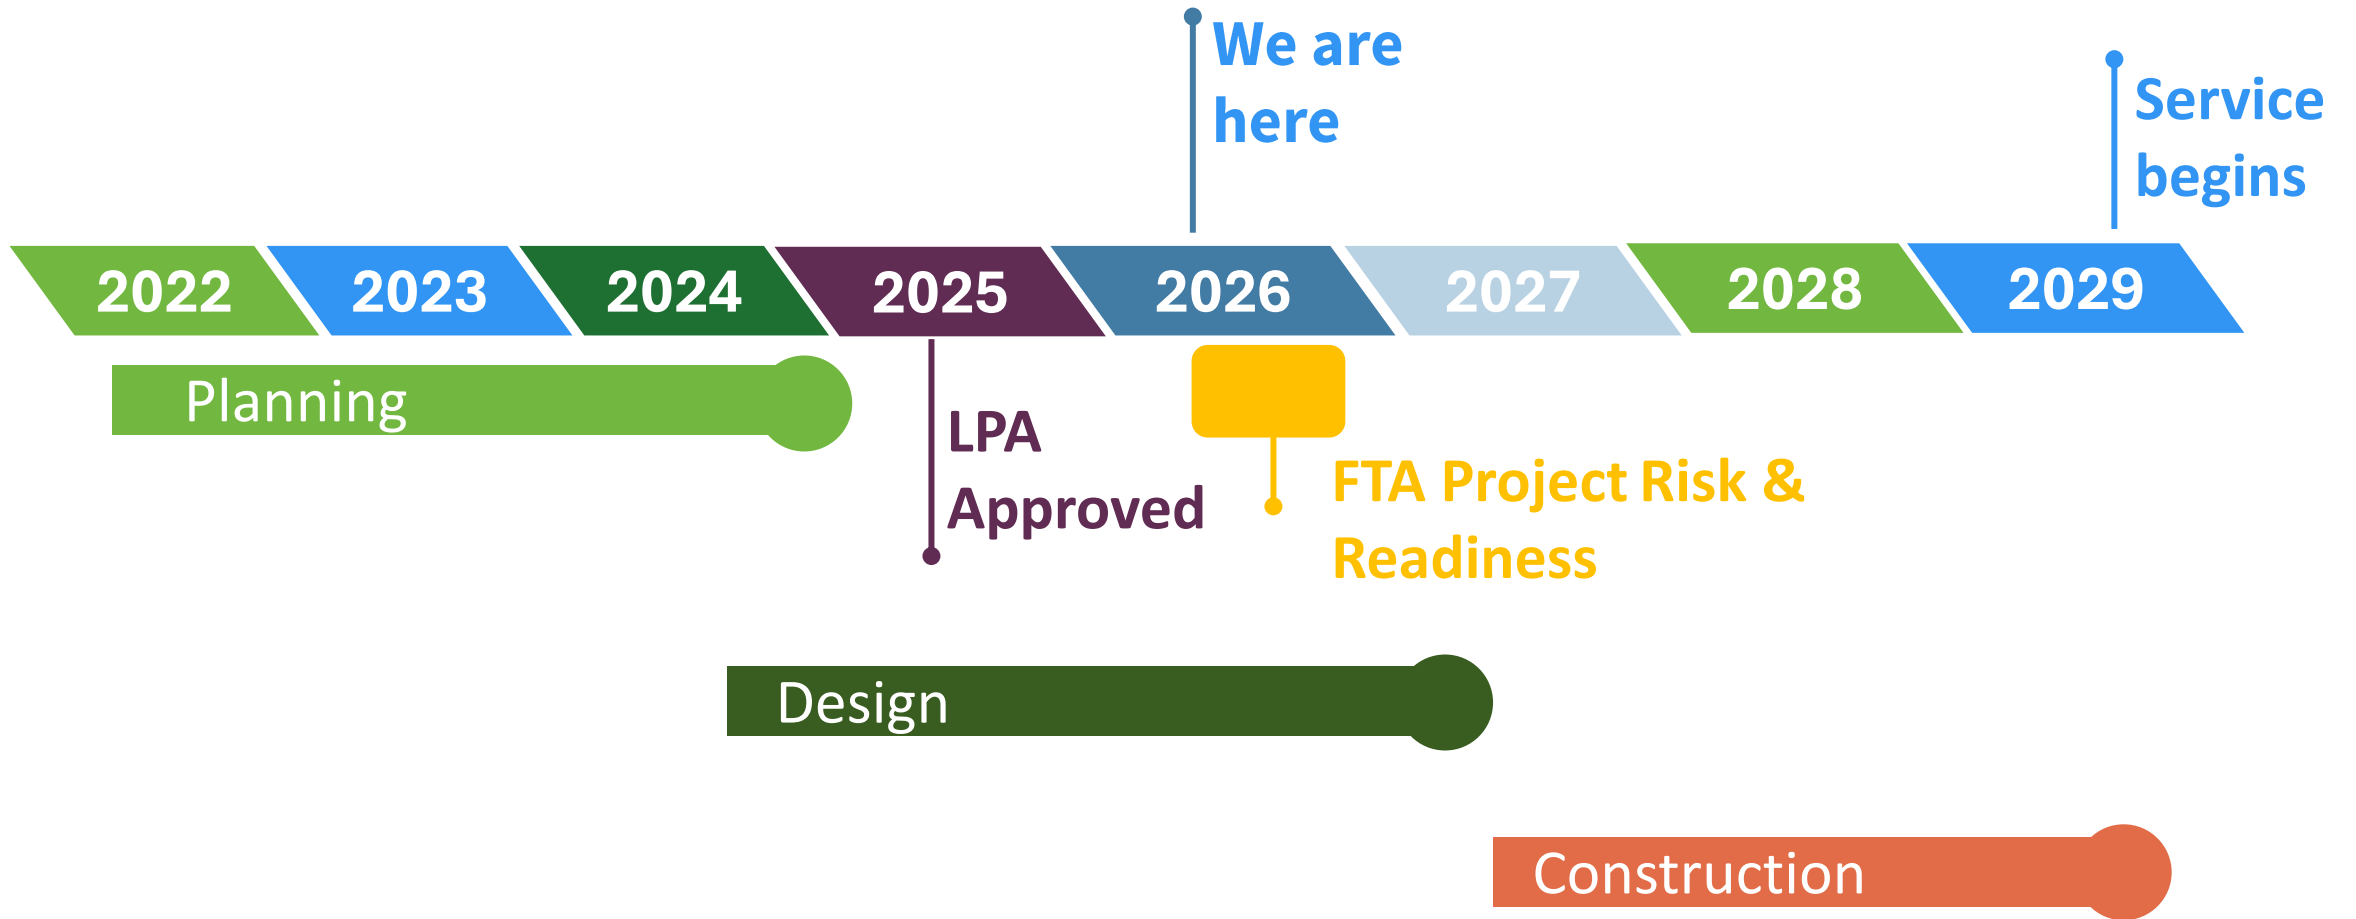 We are
here
Service
begins
2022 2023 2024 2025 2026 2027 2028 2029
Planning
LPA
Approved
FTA Project Risk &
Readiness
Design
Construction